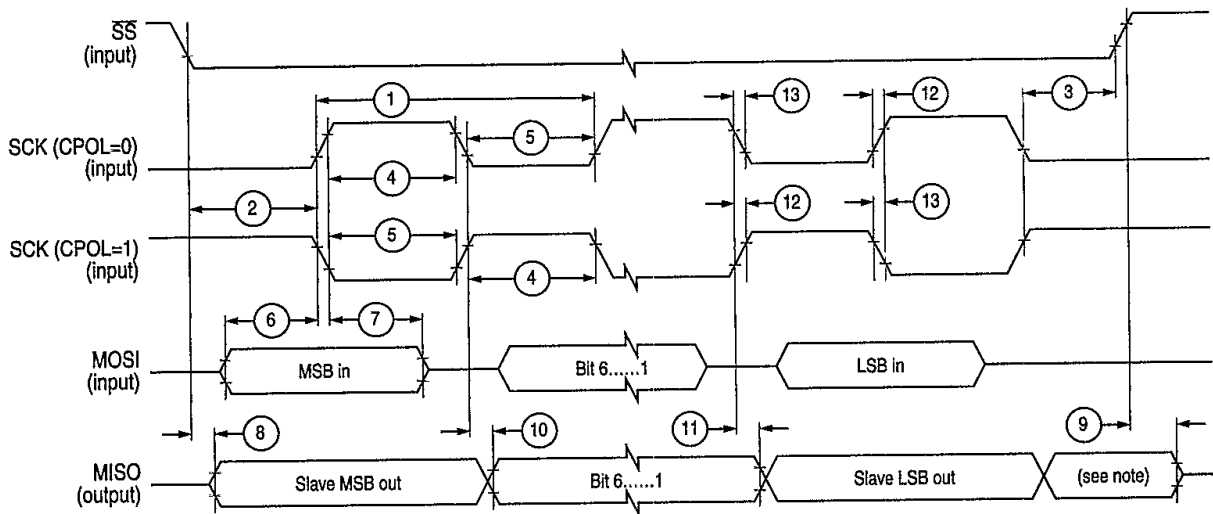 SS
(input)
1
13
12
3
SCK (CPOL=0)
(input)
5
4
2
12
13
SCK (CPOL=1)
(input)
5
4
6
7
MOSI
(input)
MSB in
Bit 6......1
LSB in
8
10
11
9
MISO
(output)
Slave MSB out
Bit 6......1
Slave LSB out
(see note)